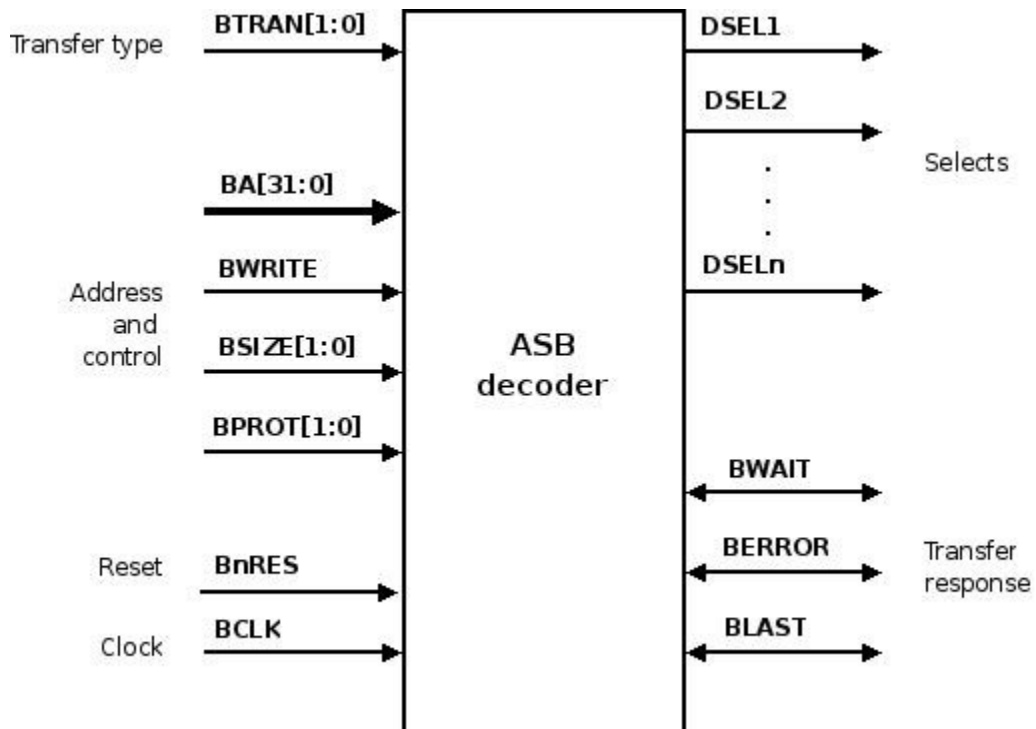 Transfer type
BTRAN[1:0]
BA[31:0]
Address
and
control
BWRITE
BSIZE[1:0]
BPROT[1:0]
Reset
BnRES
Clock
BCLK
ASB
decoder
DSEL1
DSEL2
.
.
.
DSELn
Selects
BWAIT
BERROR
BLAST
Transfer
response